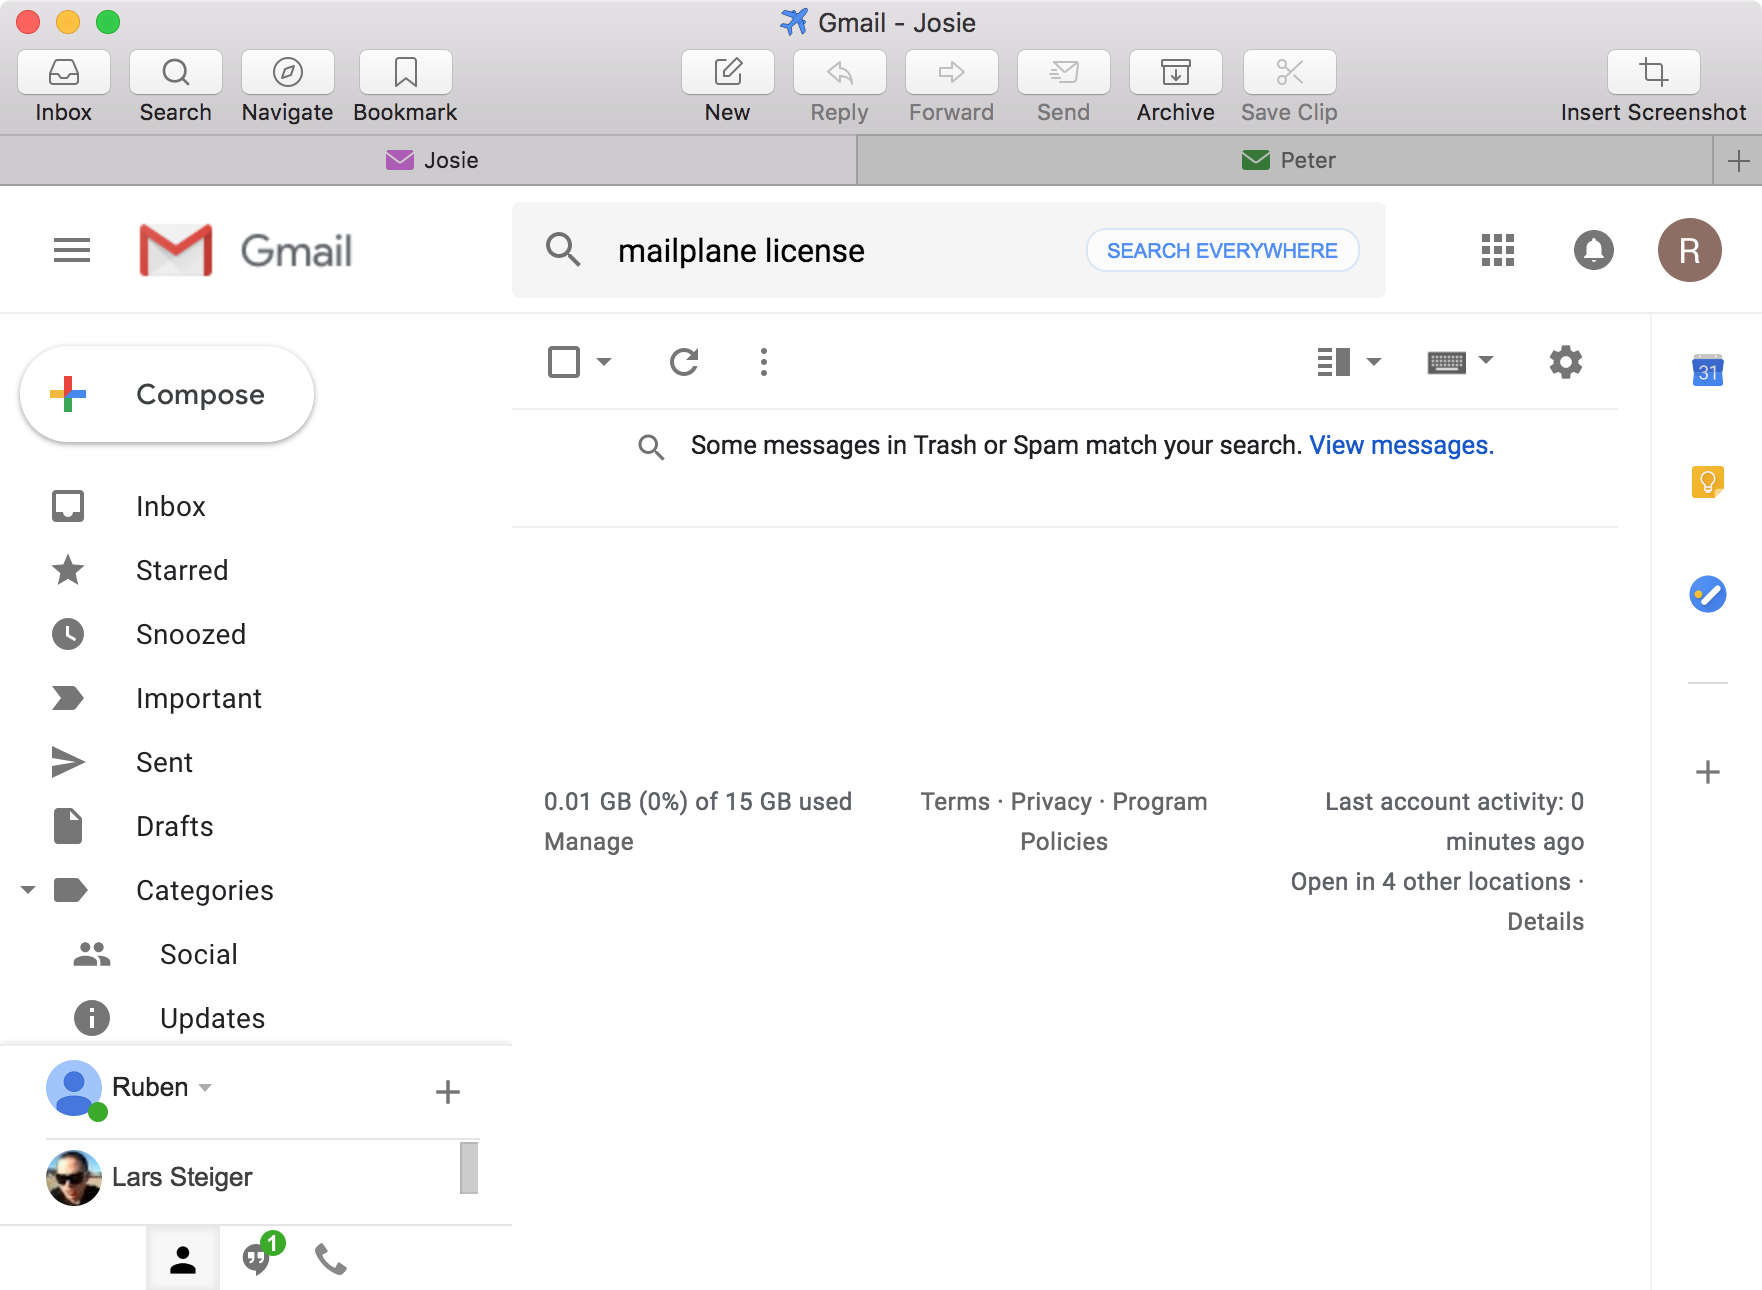 Gmail - Josie
Inbox
Search
Navigate
Bookmark
New
Reply
Forward
Send
Archive
Save Clip
Insert Screenshot
Josie
Peter
Gmail
mailplane license
SEARCH EVERYWHERE
R
Compose
31
Some messages in Trash or Spam match your search. View messages.
Inbox
Starred
Snoozed
Important
Sent
Drafts
Categories
Social
Updates
0.01 GB (0%) of 15 GB used
Manage
Terms · Privacy · Program
Policies
Last account activity: 0
minutes ago
Open in 4 other locations ·
Details
Ruben
Lars Steiger
1